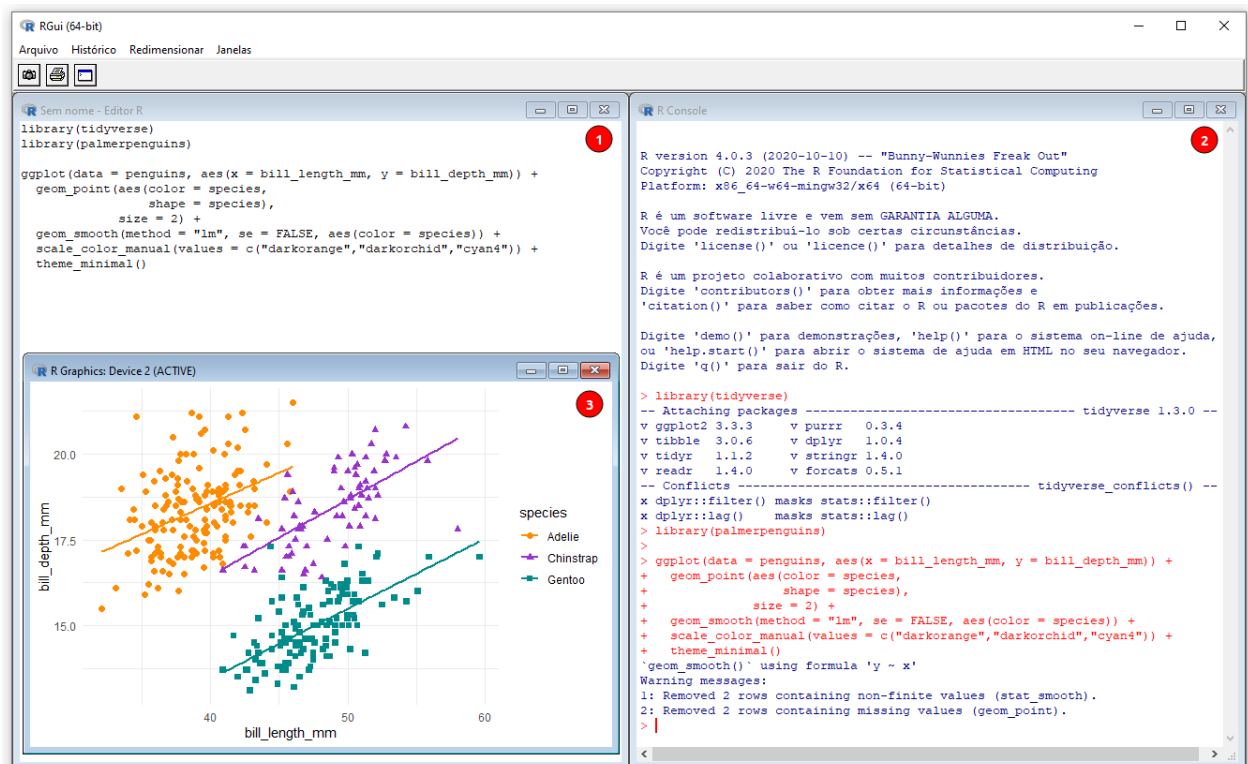 RGui (64-bit)
Arquivo Histórico Redimensionar Janelas
Sem nome - Editor R
1
library(tidyverse)
library(palmerpenguins)
ggplot(data = penguins, aes(x = bill_length_mm, y = bill_depth_mm)) +
  geom_point(aes(color = species,
                 shape = species),
             size = 2) +
  geom_smooth(method = "lm", se = FALSE, aes(color = species)) +
  scale_color_manual(values = c("darkorange","darkorchid","cyan4")) +
  theme_minimal()
R Graphics: Device 2 (ACTIVE)
3
20.0
17.5
15.0
bill_depth_mm
40 50 60
bill_length_mm
species
Adelie
Chinstrap
Gentoo
R Console
2
R version 4.0.3 (2020-10-10) -- "Bunny-Wunnies Freak Out"
Copyright (C) 2020 The R Foundation for Statistical Computing
Platform: x86_64-w64-mingw32/x64 (64-bit)
R é um software livre e vem sem GARANTIA ALGUMA.
Você pode redistribuí-lo sob certas circunstâncias.
Digite 'license()' ou 'licence()' para detalhes de distribuição.
R é um projeto colaborativo com muitos contribuidores.
Digite 'contributors()' para obter mais informações e
'citation()' para saber como citar o R ou pacotes do R em publicações.
Digite 'demo()' para demonstrações, 'help()' para o sistema on-line de ajuda,
ou 'help.start()' para abrir o sistema de ajuda em HTML no seu navegador.
Digite 'q()' para sair do R.
> library(tidyverse)
-- Attaching packages ----------------------------------- tidyverse 1.3.0 --
v ggplot2 3.3.3     v purrr   0.3.4
v tibble  3.0.6     v dplyr   1.0.4
v tidyr   1.1.2     v stringr 1.4.0
v readr   1.4.0     v forcats 0.5.1
-- Conflicts -------------------------------------- tidyverse_conflicts() --
x dplyr::filter() masks stats::filter()
x dplyr::lag()    masks stats::lag()
> library(palmerpenguins)
>
> ggplot(data = penguins, aes(x = bill_length_mm, y = bill_depth_mm)) +
+   geom_point(aes(color = species,
+                  shape = species),
+              size = 2) +
+   geom_smooth(method = "lm", se = FALSE, aes(color = species)) +
+   scale_color_manual(values = c("darkorange","darkorchid","cyan4")) +
+   theme_minimal()
`geom_smooth()` using formula 'y ~ x'
Warning messages:
1: Removed 2 rows containing non-finite values (stat_smooth).
2: Removed 2 rows containing missing values (geom_point).
>